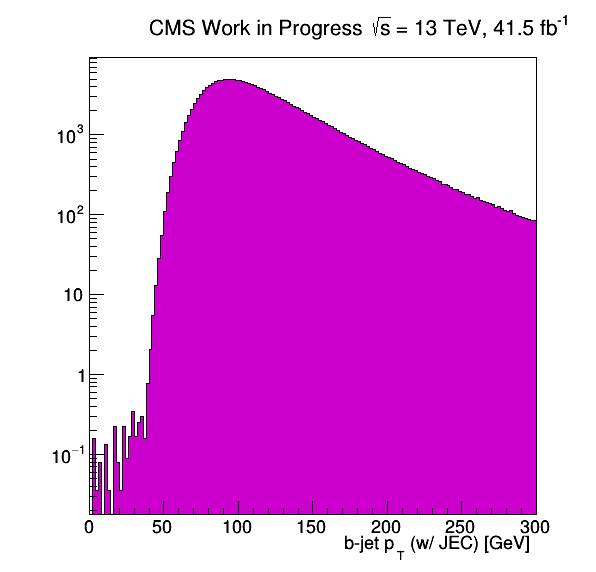 CMS Work in Progress √s = 13 TeV, 41.5 fb⁻¹
10³
10²
10
1
10⁻¹
0 50 100 150 200 250 300
b-jet p_T (w/ JEC) [GeV]